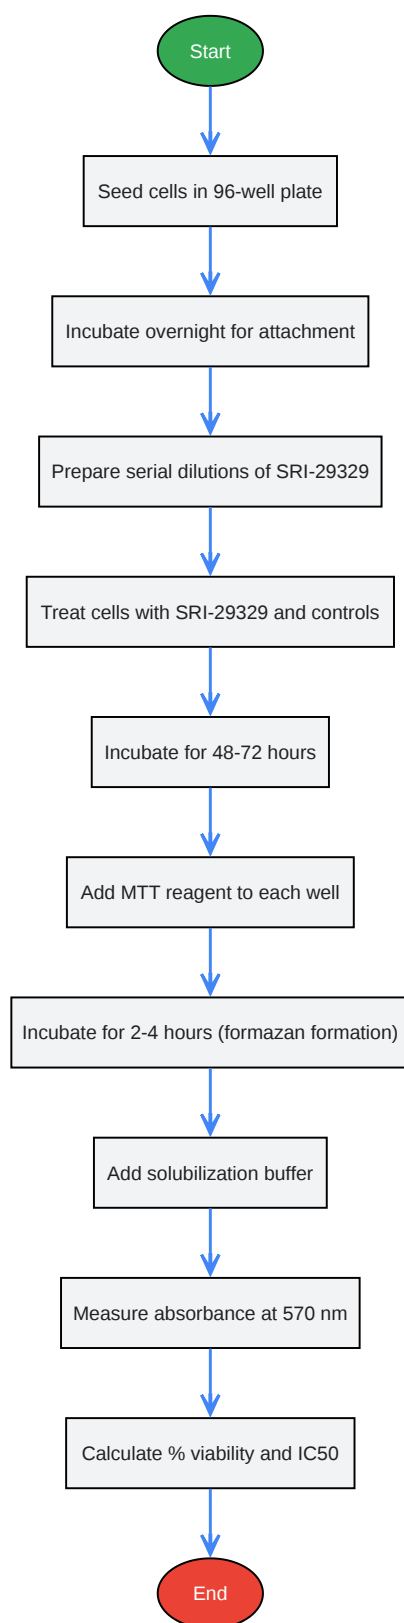 Start
Seed cells in 96-well plate
Incubate overnight for attachment
Prepare serial dilutions of SRI-29329
Treat cells with SRI-29329 and controls
Incubate for 48-72 hours
Add MTT reagent to each well
Incubate for 2-4 hours (formazan formation)
Add solubilization buffer
Measure absorbance at 570 nm
Calculate % viability and IC50
End